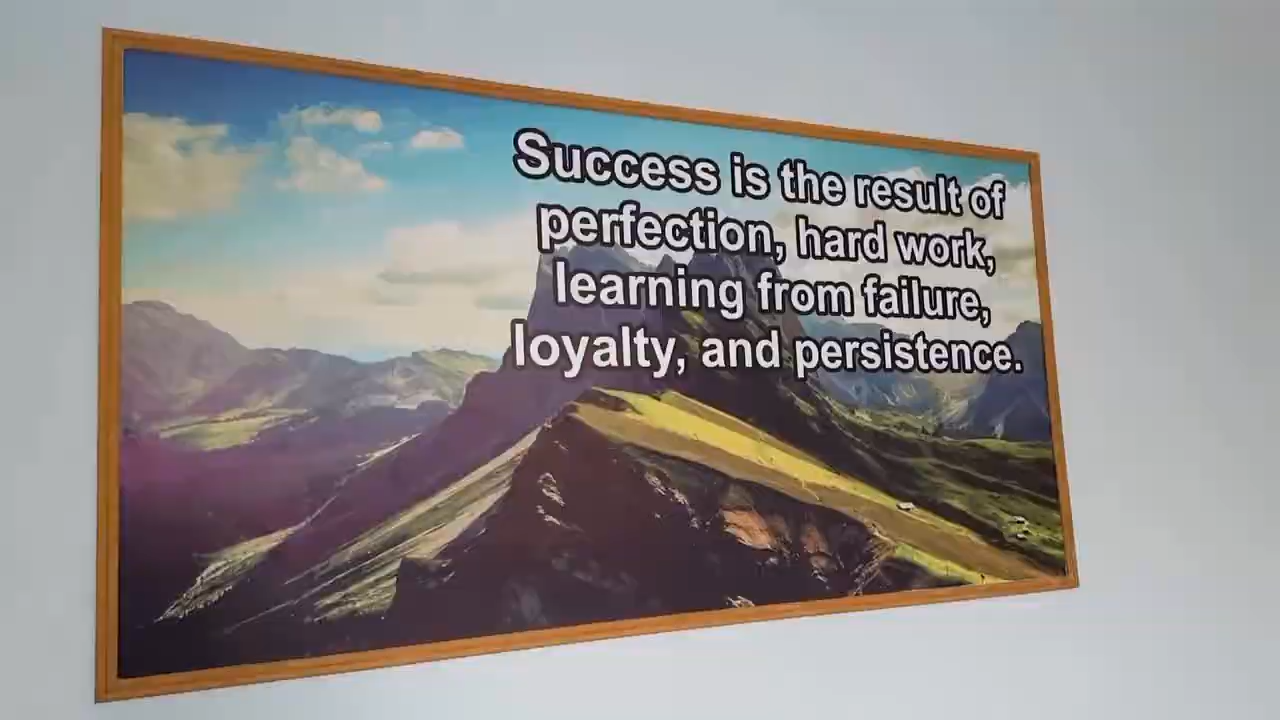 Success is the result of
perfection, hard work,
learning from failure,
loyalty, and persistence.